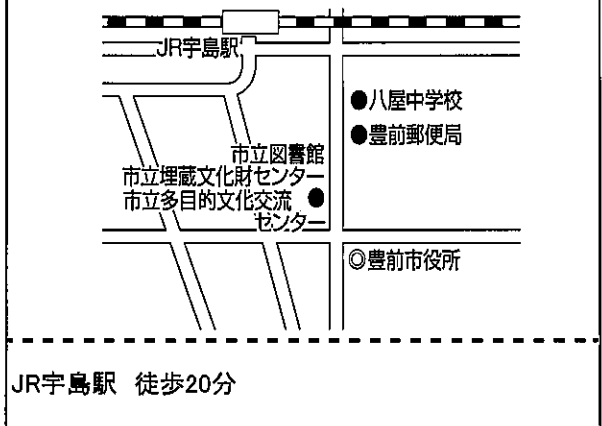 JR宇島駅
●八屋中学校
●豊前郵便局
市立図書館
市立埋蔵文化財センター
市立多目的文化交流 ●
センター
◎豊前市役所
JR宇島駅 徒歩20分